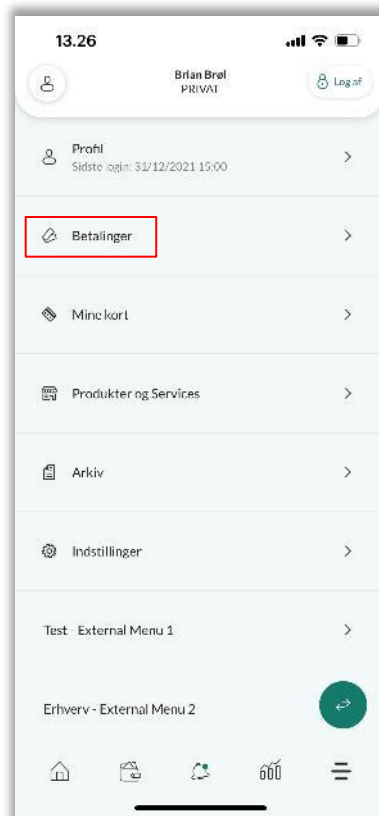 13.26
Brian Brøl
PRIVAT
Log af
Profil
Sidste login: 31/12/2021 15:00
Betalinger
Mine kort
Produkter og Services
Arkiv
Indstillinger
Test - External Menu 1
Erhverv - External Menu 2